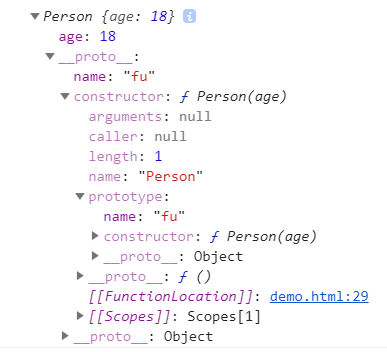 Person {age: 18} i
age: 18
__proto__:
name: "fu"
constructor: ƒ Person(age)
arguments: null
caller: null
length: 1
name: "Person"
prototype:
name: "fu"
constructor: ƒ Person(age)
__proto__: Object
__proto__: ƒ ()
[[FunctionLocation]]: demo.html:29
[[Scopes]]: Scopes[1]
__proto__: Object